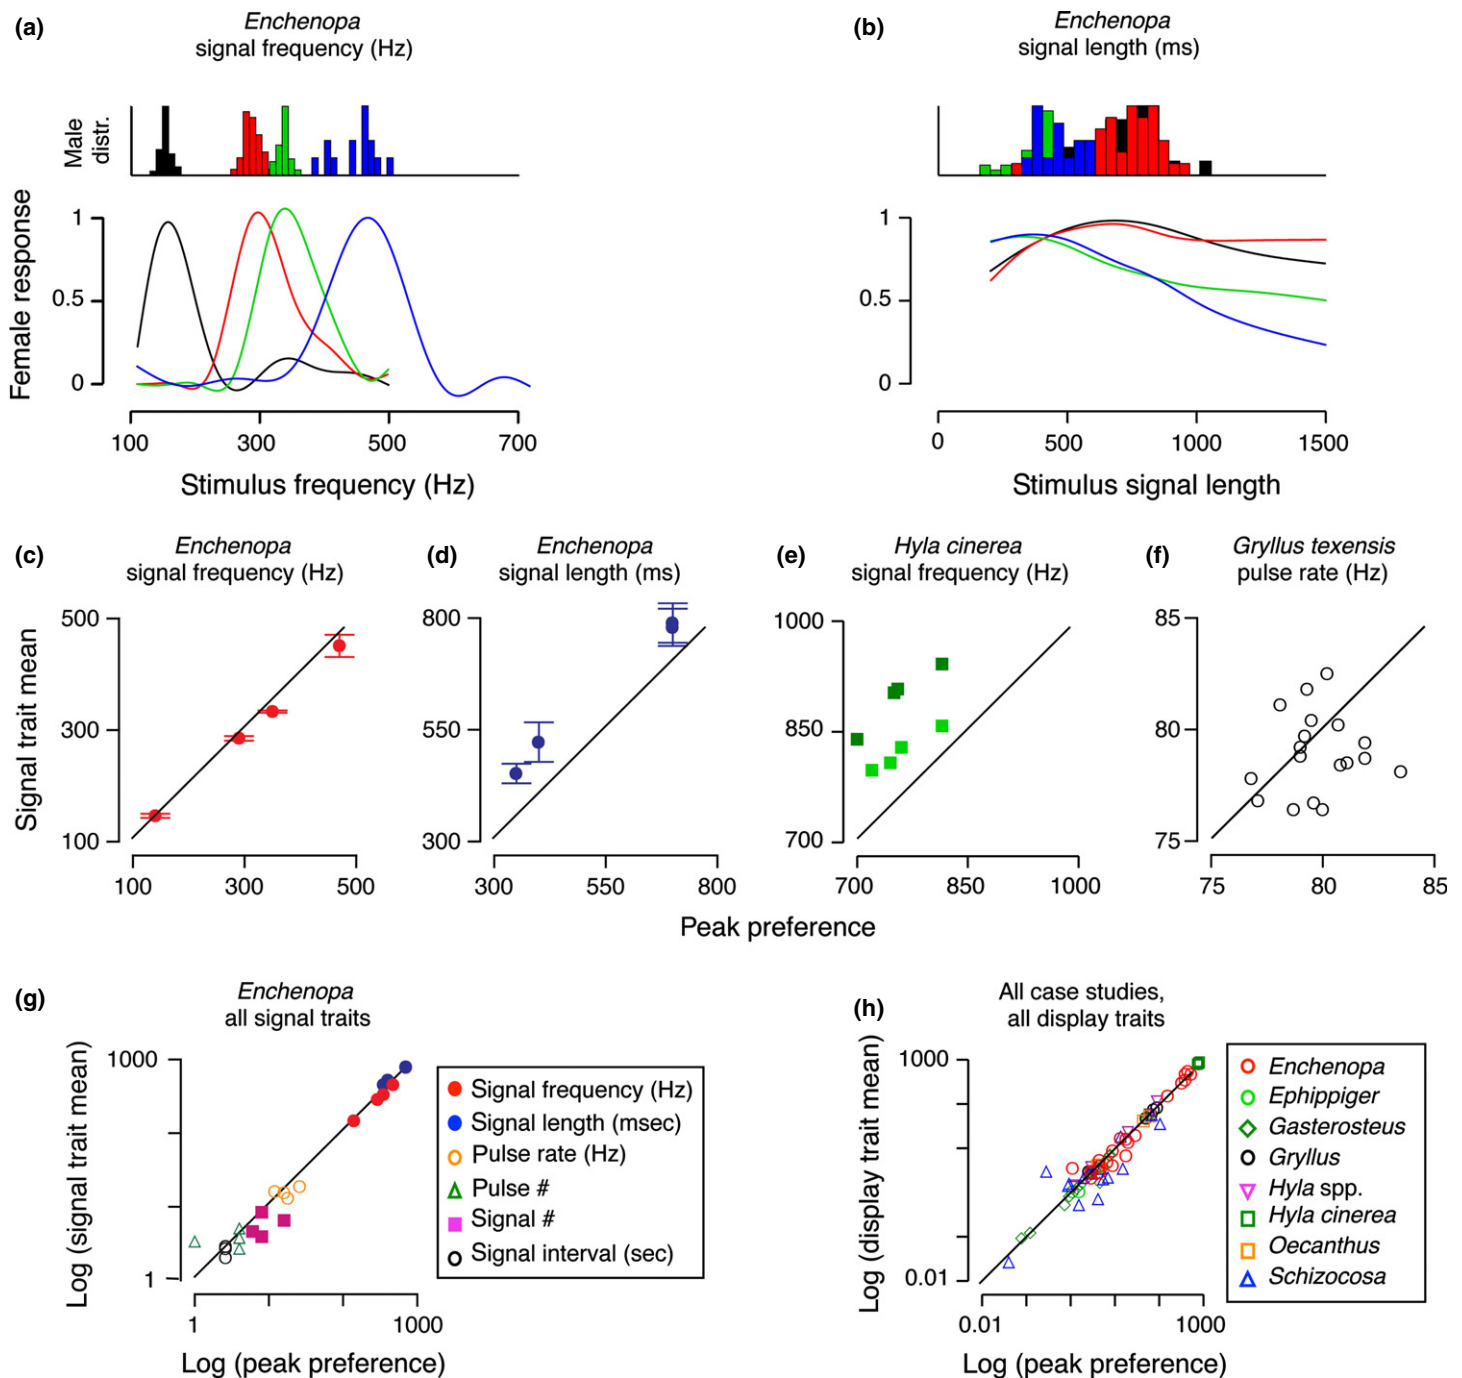 (a)
Enchenopa
signal frequency (Hz)
Male
distr.
Female response
1
0.5
0
100
300
500
700
Stimulus frequency (Hz)
(b)
Enchenopa
signal length (ms)
1
0.5
0
0
500
1000
1500
Stimulus signal length
(c)
Enchenopa
signal frequency (Hz)
Signal trait mean
500
300
100
100
300
500
(d)
Enchenopa
signal length (ms)
800
550
300
300
550
800
(e)
Hyla cinerea
signal frequency (Hz)
1000
850
700
700
850
1000
(f)
Gryllus texensis
pulse rate (Hz)
85
80
75
75
80
85
Peak preference
(g)
Enchenopa
all signal traits
Log (signal trait mean)
1000
1
1
1000
Log (peak preference)
Signal frequency (Hz)
Signal length (msec)
Pulse rate (Hz)
Pulse #
Signal #
Signal interval (sec)
(h)
All case studies,
all display traits
Log (display trait mean)
1000
0.01
0.01
1000
Log (peak preference)
Enchenopa
Ephippiger
Gasterosteus
Gryllus
Hyla spp.
Hyla cinerea
Oecanthus
Schizocosa